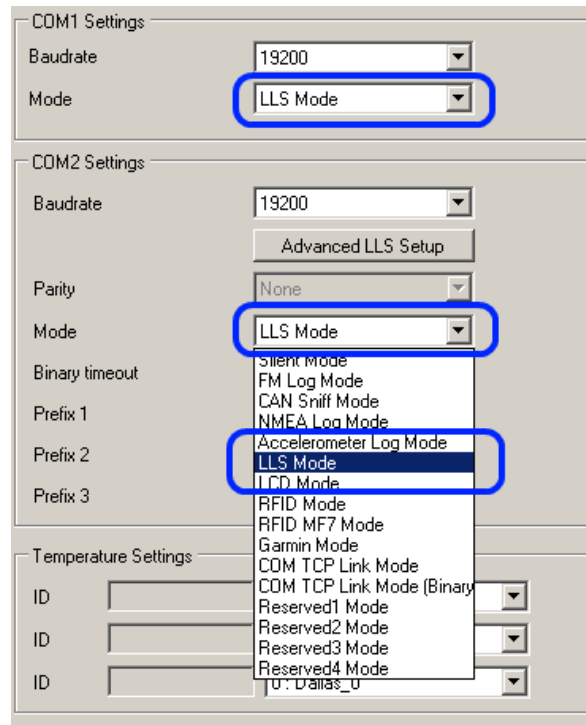 COM1 Settings
Baudrate 19200
Mode LLS Mode
COM2 Settings
Baudrate 19200
Advanced LLS Setup
Parity None
Mode LLS Mode
Silent Mode
Binary timeout
FM Log Mode
CAN Sniff Mode
Prefix 1
NMEA Log Mode
Accelerometer Log Mode
Prefix 2
LLS Mode
LCD Mode
Prefix 3
RFID Mode
RFID MF7 Mode
Garmin Mode
Temperature Settings
COM TCP Link Mode
COM TCP Link Mode (Binary
ID
Reserved1 Mode
Reserved2 Mode
ID
Reserved3 Mode
Reserved4 Mode
ID 0 : Dallas_0